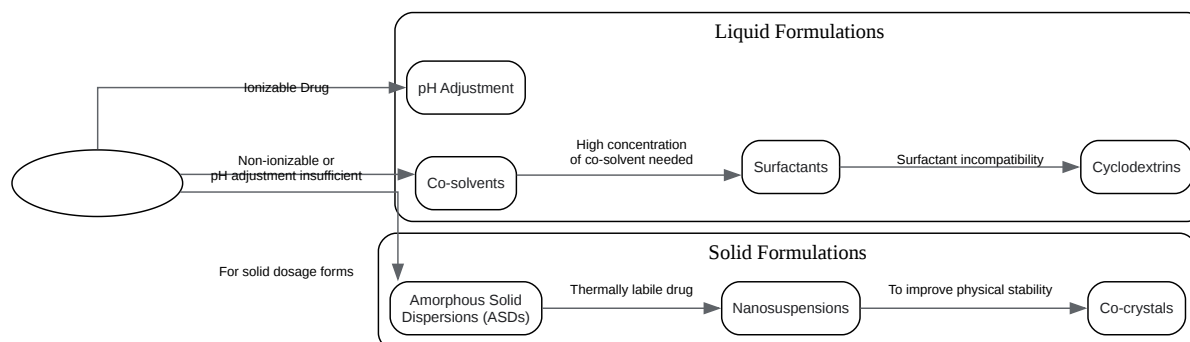 Liquid Formulations
Ionizable Drug
pH Adjustment
Non-ionizable or
pH adjustment insufficient
Co-solvents
High concentration
of co-solvent needed
Surfactants
Surfactant incompatibility
Cyclodextrins
Solid Formulations
For solid dosage forms
Amorphous Solid
Dispersions (ASDs)
Thermally labile drug
Nanosuspensions
To improve physical stability
Co-crystals